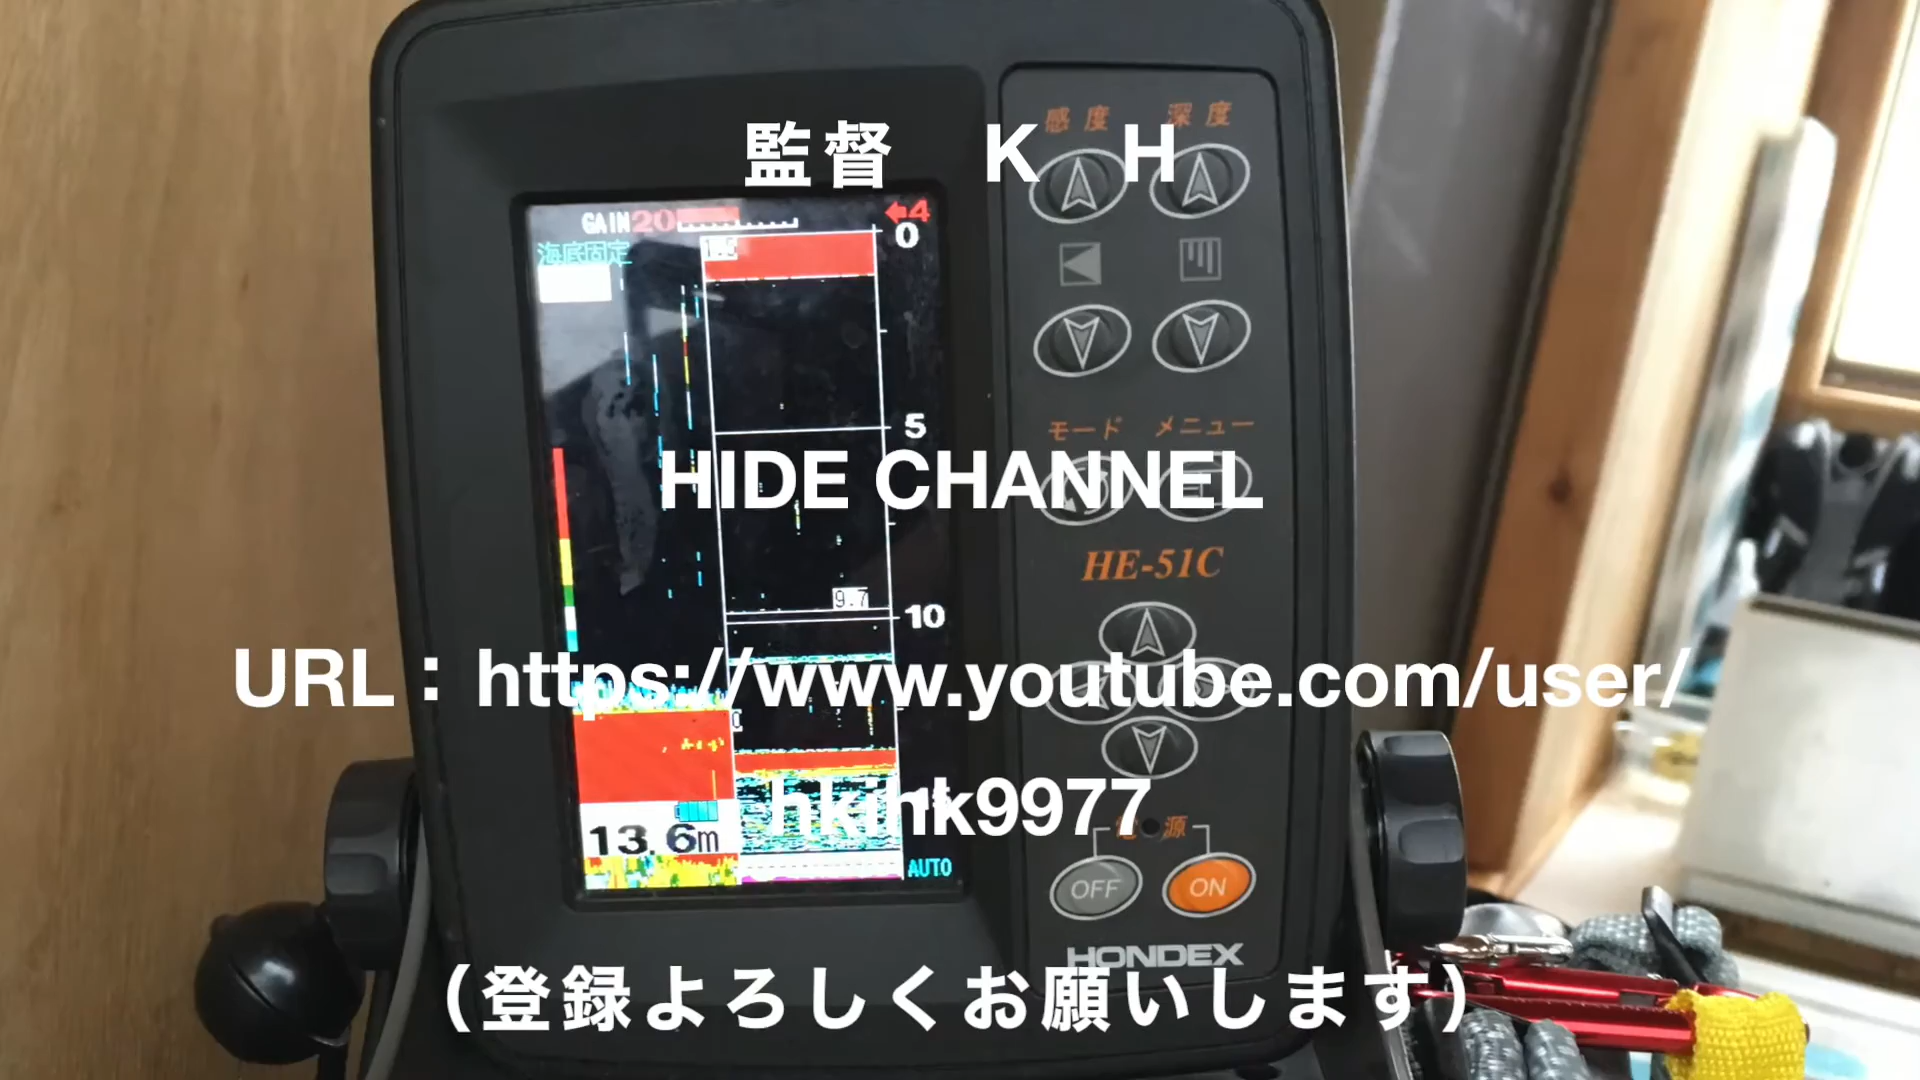 監督 K H
HIDE CHANNEL
URL：https://www.youtube.com/user/
hkihk9977
（登録よろしくお願いします）
感度 深度
GAIN20
4
海底固定
0
5
9.7
10
13.6m
AUTO
モード メニュー
HE-51C
源
OFF ON
HONDEX